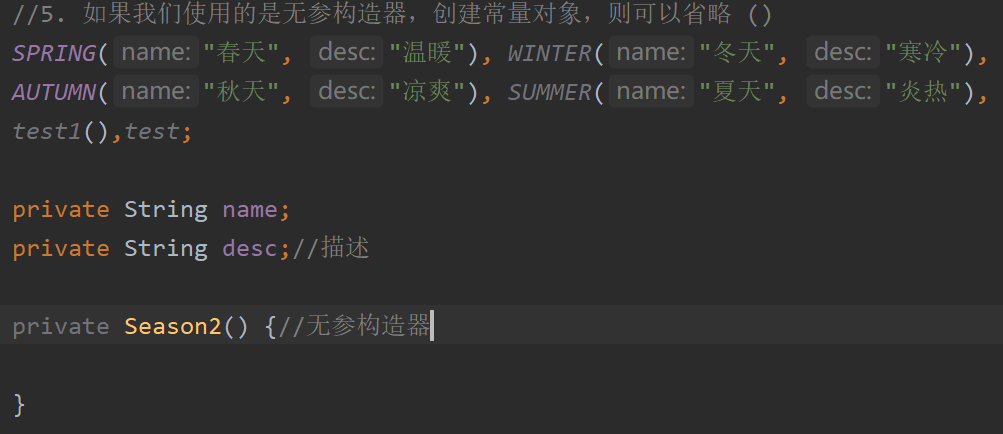 //5. 如果我们使用的是无参构造器，创建常量对象，则可以省略 ()
SPRING( name: "春天", desc: "温暖"), WINTER( name: "冬天", desc: "寒冷"),
AUTUMN( name: "秋天", desc: "凉爽"), SUMMER( name: "夏天", desc: "炎热"),
test1(),test;
private String name;
private String desc;//描述
private Season2() {//无参构造器
}